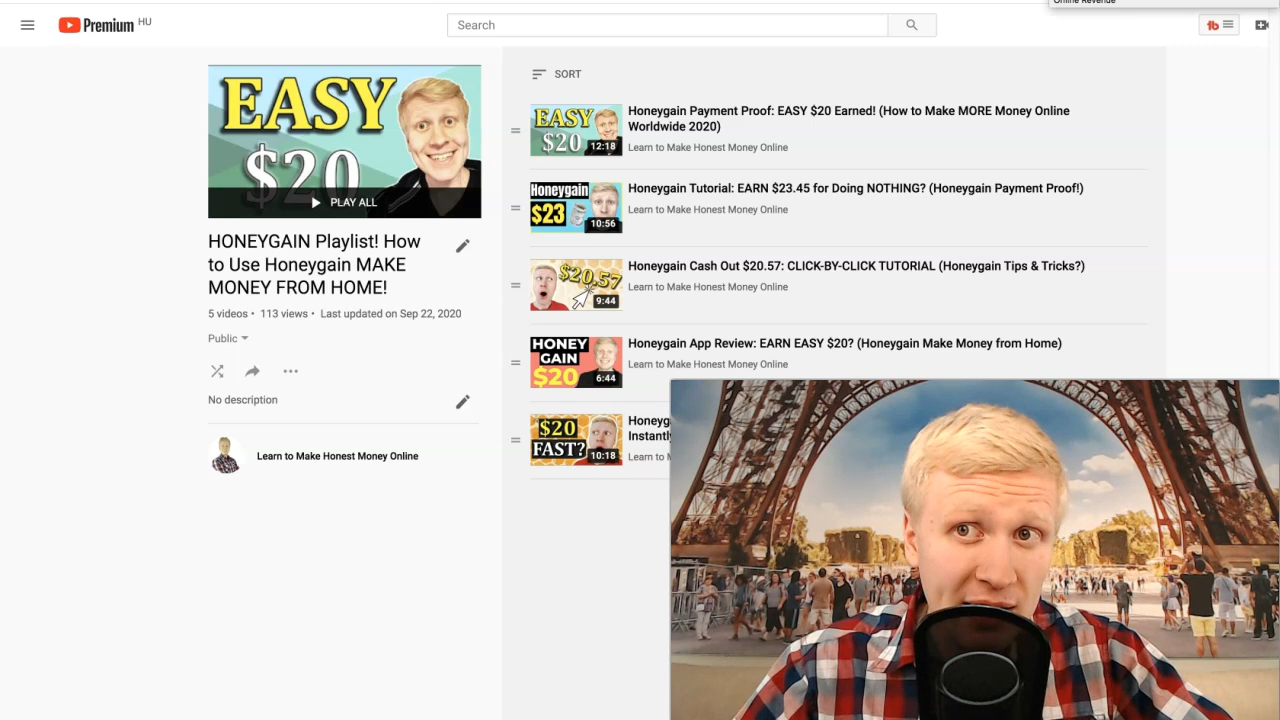 Online Revenue
Premium HU
Search
EASY
$20
PLAY ALL
HONEYGAIN Playlist! How
to Use Honeygain MAKE
MONEY FROM HOME!
5 videos • 113 views • Last updated on Sep 22, 2020
Public
No description
Learn to Make Honest Money Online
SORT
EASY
$20
12:18
Honeygain Payment Proof: EASY $20 Earned! (How to Make MORE Money Online
Worldwide 2020)
Learn to Make Honest Money Online
Honeygain
$23
10:56
Honeygain Tutorial: EARN $23.45 for Doing NOTHING? (Honeygain Payment Proof!)
Learn to Make Honest Money Online
$20.57
9:44
Honeygain Cash Out $20.57: CLICK-BY-CLICK TUTORIAL (Honeygain Tips & Tricks?)
Learn to Make Honest Money Online
HONEY
GAIN
$20
6:44
Honeygain App Review: EARN EASY $20? (Honeygain Make Money from Home)
Learn to Make Honest Money Online
$20
FAST?
10:18
Honeyg
Instantl
Learn to